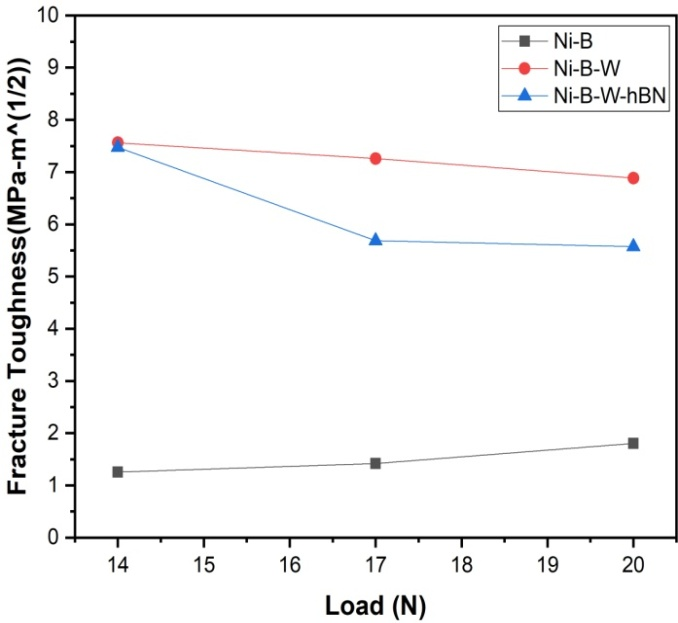 10
9
8
7
6
5
4
3
2
1
0
14 15 16 17 18 19 20
Fracture Toughness(MPa-m^(1/2))
Load (N)
Ni-B
Ni-B-W
Ni-B-W-hBN